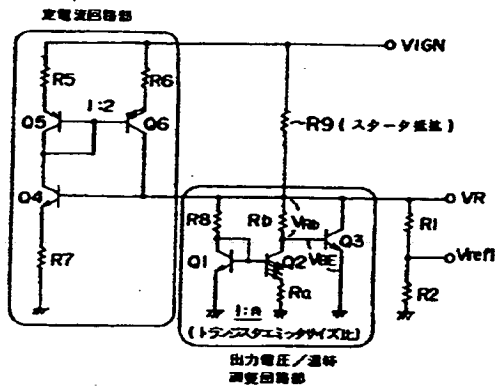 定電流回路部
VIGN
R5
R6
1:2
Q5
Q6
~R9(スタータ抵抗)
Q4
VR
R8
Rb
VRb
Q3
R1
Vref1
Q1
Q2
VBE
R7
Ra
R2
1:n
(トランジスタエミッタサイズ比)
出力電圧/温特
調整回路部